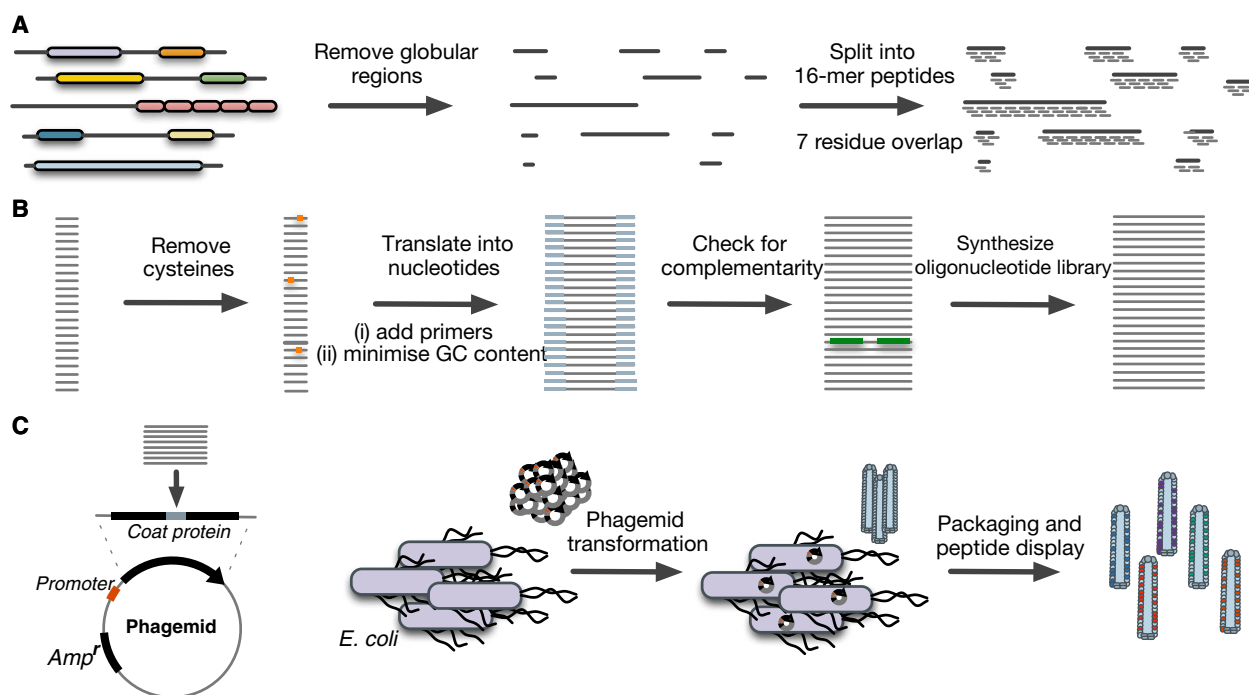 A
Remove globular
regions
Split into
16-mer peptides
7 residue overlap
B
Remove
cysteines
Translate into
nucleotides
(i) add primers
(ii) minimise GC content
Check for
complementarity
Synthesize
oligonucleotide library
C
Coat protein
Promoter
Phagemid
Ampr
E. coli
Phagemid
transformation
Packaging and
peptide display